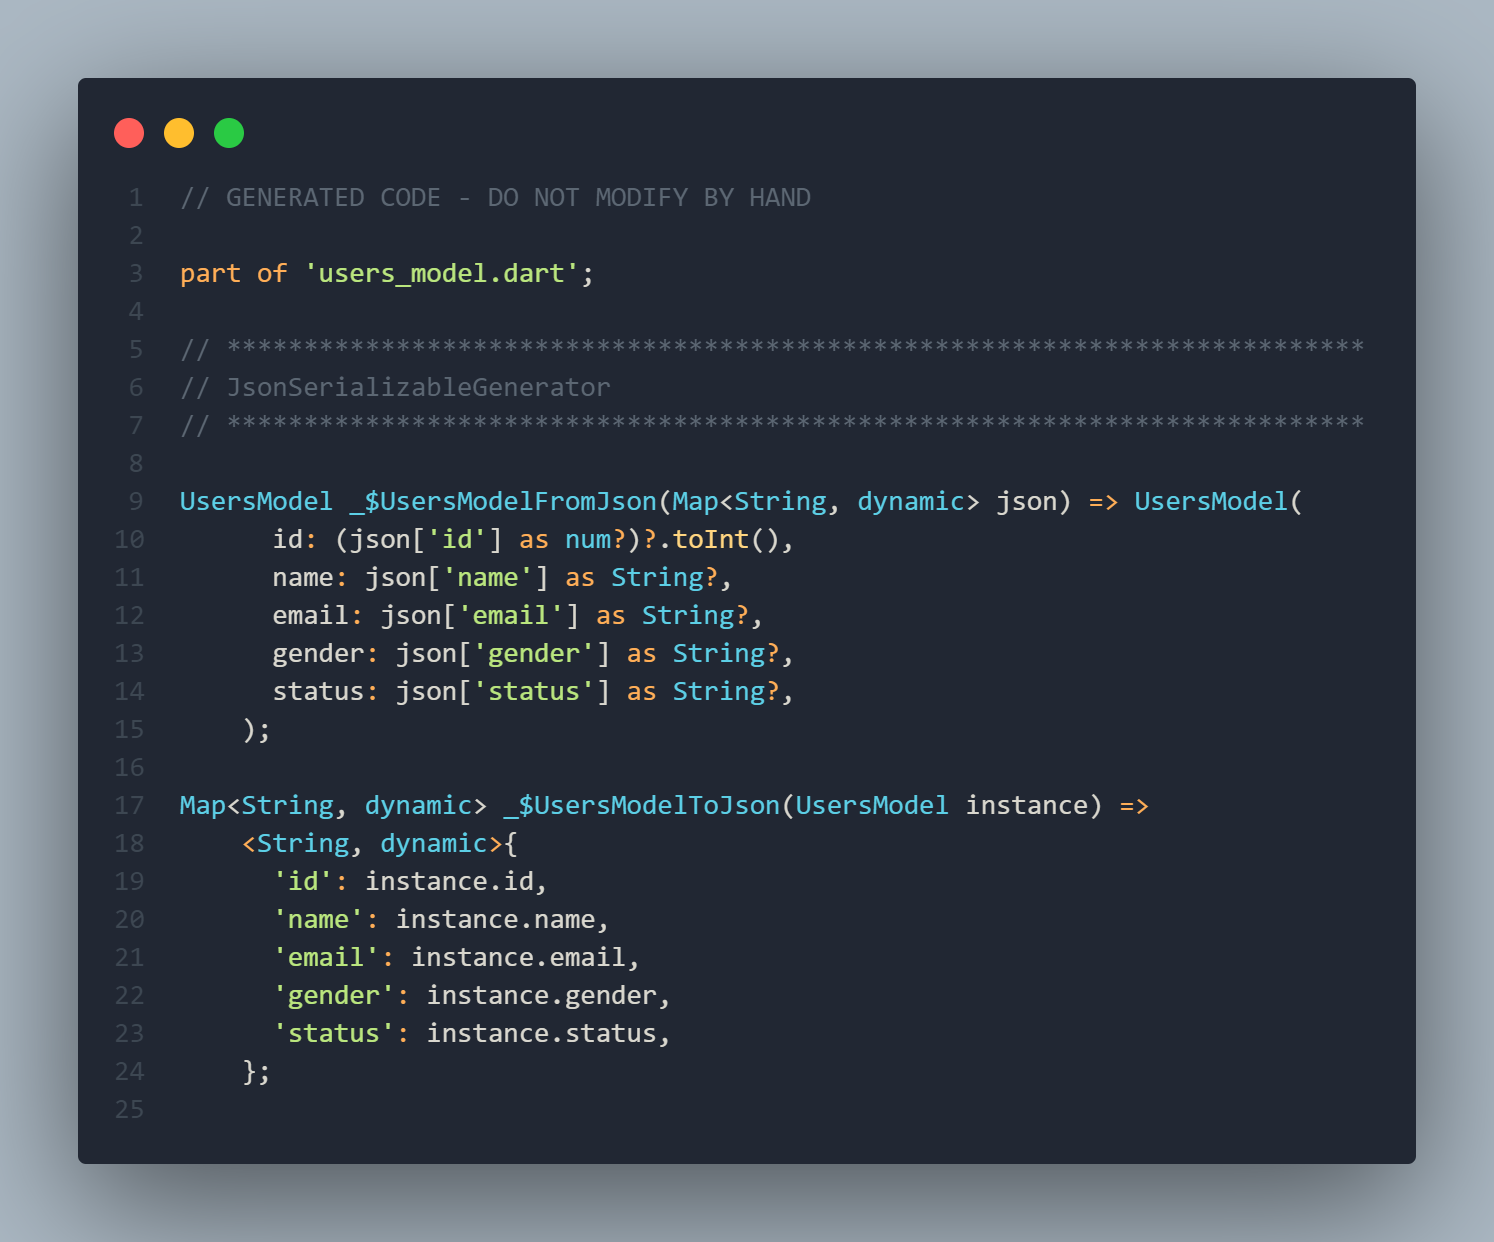 1 // GENERATED CODE - DO NOT MODIFY BY HAND
2
3 part of 'users_model.dart';
4
5 // **************************************************************************
6 // JsonSerializableGenerator
7 // **************************************************************************
8
9 UsersModel _$UsersModelFromJson(Map<String, dynamic> json) => UsersModel(
10       id: (json['id'] as num?)?.toInt(),
11       name: json['name'] as String?,
12       email: json['email'] as String?,
13       gender: json['gender'] as String?,
14       status: json['status'] as String?,
15     );
16
17 Map<String, dynamic> _$UsersModelToJson(UsersModel instance) =>
18     <String, dynamic>{
19       'id': instance.id,
20       'name': instance.name,
21       'email': instance.email,
22       'gender': instance.gender,
23       'status': instance.status,
24     };
25